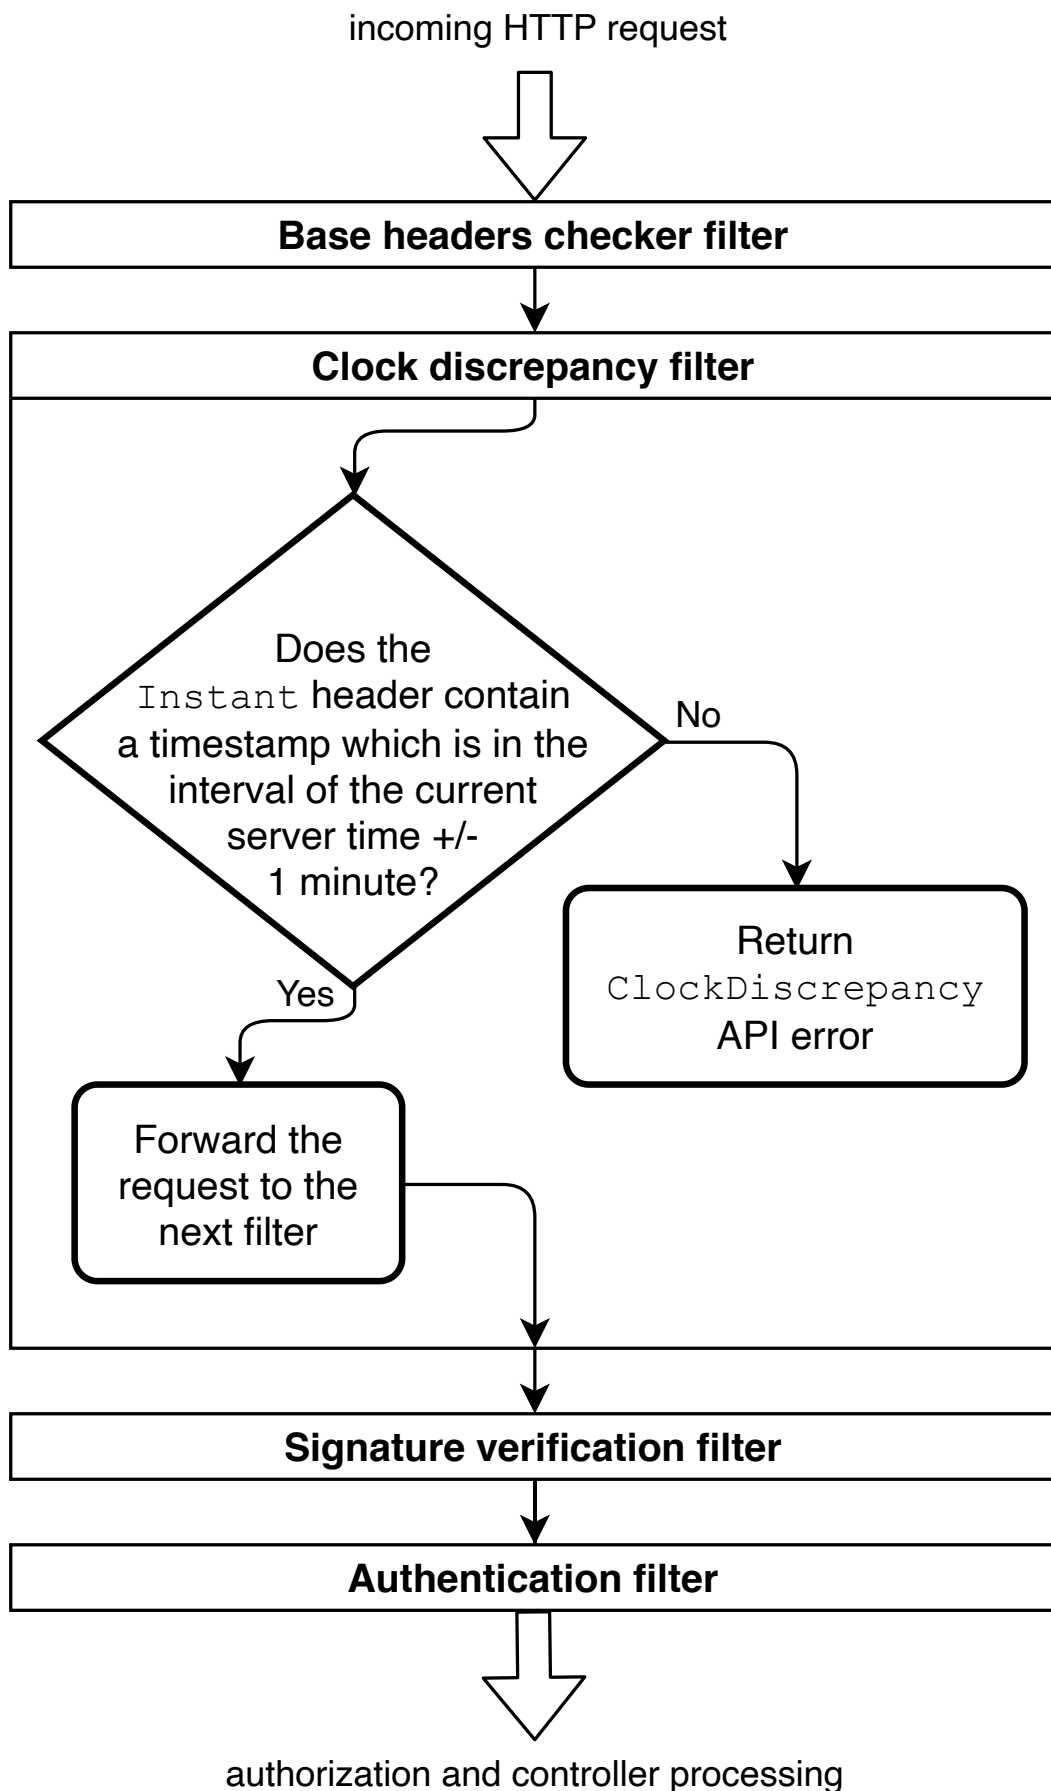 incoming HTTP request
Base headers checker filter
Clock discrepancy filter
Does the
Instant header contain
a timestamp which is in the
interval of the current
server time +/-
1 minute?
No
Return
ClockDiscrepancy
API error
Yes
Forward the
request to the
next filter
Signature verification filter
Authentication filter
authorization and controller processing